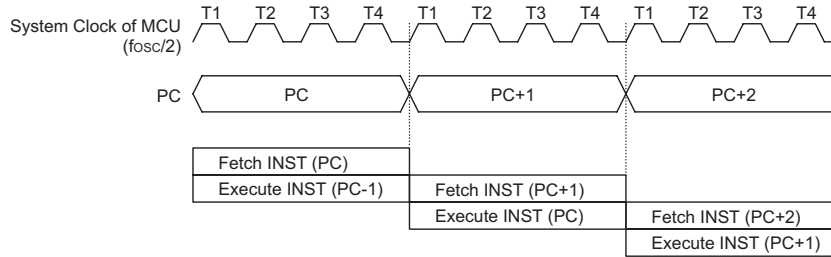 T1 T2 T3 T4 T1 T2 T3 T4 T1 T2 T3 T4
System Clock of MCU
(fosc/2)
PC PC PC+1 PC+2
Fetch INST (PC)
Execute INST (PC-1) Fetch INST (PC+1)
Execute INST (PC) Fetch INST (PC+2)
Execute INST (PC+1)